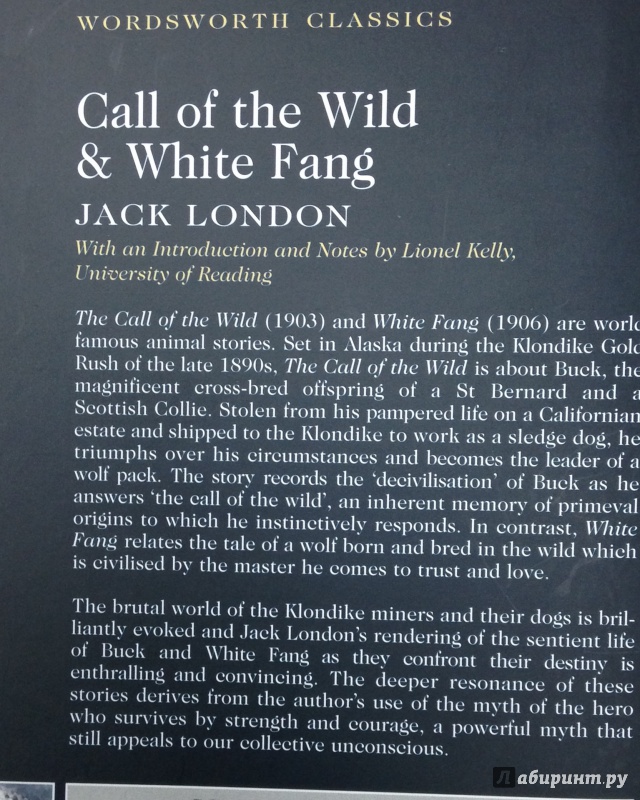 WORDSWORTH CLASSICS
Call of the Wild
& White Fang
JACK LONDON
With an Introduction and Notes by Lionel Kelly,
University of Reading
The Call of the Wild (1903) and White Fang (1906) are world
famous animal stories. Set in Alaska during the Klondike Gold
Rush of the late 1890s, The Call of the Wild is about Buck, the
magnificent cross-bred offspring of a St Bernard and a
Scottish Collie. Stolen from his pampered life on a Californian
estate and shipped to the Klondike to work as a sledge dog, he
triumphs over his circumstances and becomes the leader of a
wolf pack. The story records the ‘decivilisation’ of Buck as he
answers ‘the call of the wild’, an inherent memory of primeval
origins to which he instinctively responds. In contrast, White
Fang relates the tale of a wolf born and bred in the wild which
is civilised by the master he comes to trust and love.
The brutal world of the Klondike miners and their dogs is bril-
liantly evoked and Jack London’s rendering of the sentient life
of Buck and White Fang as they confront their destiny is
enthralling and convincing. The deeper resonance of these
stories derives from the author’s use of the myth of the hero
who survives by strength and courage, a powerful myth that
still appeals to our collective unconscious.
Лабиринт.ру